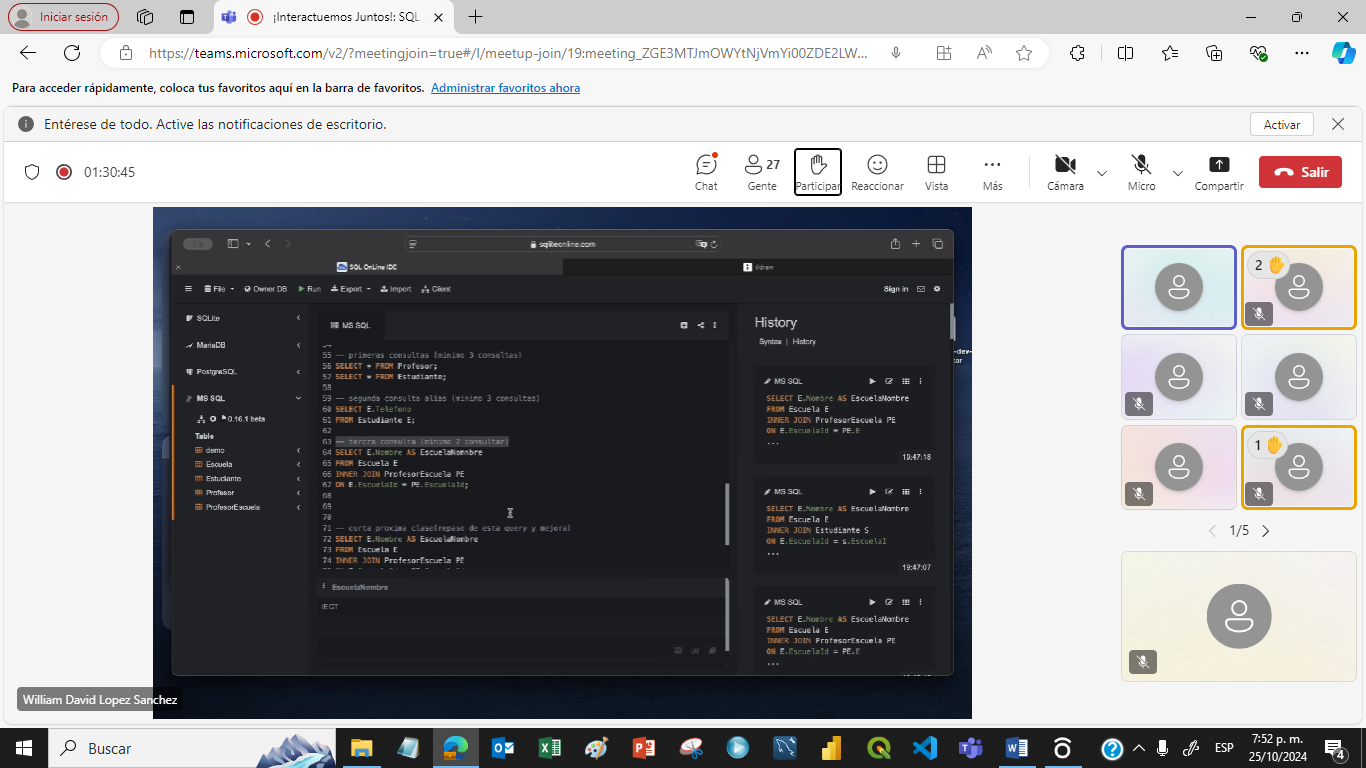 Iniciar sesión
¡Interactuemos Juntos!: SQL
https://teams.microsoft.com/v2/?meetingjoin=true#/l/meetup-join/19:meeting_ZGE3MTJmOWYtNjVmYi00ZDE2LW...
Para acceder rápidamente, coloca tus favoritos aquí en la barra de favoritos. Administrar favoritos ahora
Entérese de todo. Active las notificaciones de escritorio.
Activar
01:30:45
Chat
27
Gente
Participar
Reaccionar
Vista
Más
Cámara
Micro
Compartir
Salir
sqliteonline.com
SQL OnLine IDE
File
Owner DB
Run
Export
Import
Client
Sign in
SQLite
MariaDB
PostgreSQL
MS SQL
0.16.1 beta
Table
demo
Escuela
Estudiante
Profesor
ProfesorEscuela
MS SQL
54
55 -- primeras consultas (minimo 3 consultas)
56 SELECT * FROM Profesor;
57 SELECT * FROM Estudiante;
58
59 -- segunda consulta alias (minimo 3 consultas)
60 SELECT E.Telefono
61 FROM Estudiante E;
62
63 -- tercra consulta (minimo 2 consultar)
64 SELECT E.Nombre AS EscuelaNomnbre
65 FROM Escuela E
66 INNER JOIN ProfesorEscuela PE
67 ON E.EscuelaId = PE.EscuelaId;
68
69
70
71 -- curta proxima clase(repaso de esta query y mejora)
72 SELECT E.Nombre AS EscuelaNombre
73 FROM Escuela E
74 INNER JOIN ProfesorEscuela PE
EscuelaNombre
IEGT
History
Syntax | History
MS SQL
SELECT E.Nombre AS EscuelaNombre
FROM Escuela E
INNER JOIN ProfesorEscuela PE
ON E.EscuelaId = PE.E
...
19:47:18
MS SQL
SELECT E.Nombre AS EscuelaNombre
FROM Escuela E
INNER JOIN Estudiante S
ON E.EscuelaId = s.EscuelaI
...
19:47:07
MS SQL
SELECT E.Nombre AS EscuelaNombre
FROM Escuela E
INNER JOIN ProfesorEscuela PE
ON E.EscuelaId = PE.E
...
-dev-
William David Lopez Sanchez
2
1
1/5
Buscar
ESP
7:52 p. m.
25/10/2024
4